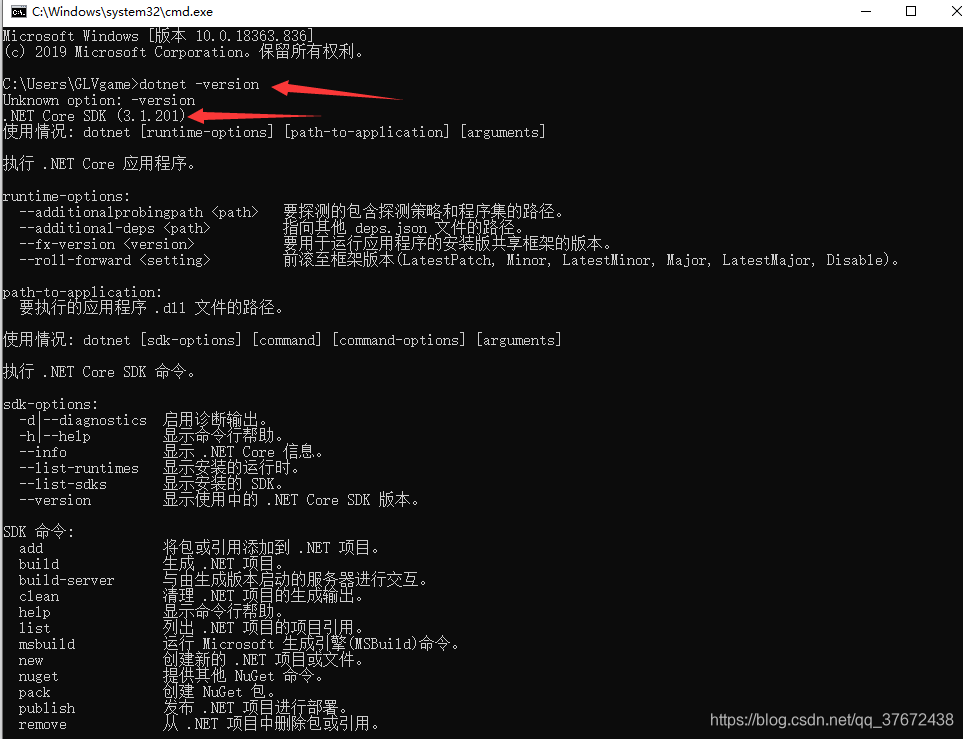 C:\Windows\system32\cmd.exe
Microsoft Windows [版本 10.0.18363.836]
(c) 2019 Microsoft Corporation。保留所有权利。
C:\Users\GLVgame>dotnet -version
Unknown option: -version
.NET Core SDK (3.1.201)
使用情况: dotnet [runtime-options] [path-to-application] [arguments]
执行 .NET Core 应用程序。
runtime-options:
--additionalprobingpath <path> 要探测的包含探测策略和程序集的路径。
--additional-deps <path> 指向其他 deps.json 文件的路径。
--fx-version <version> 要用于运行应用程序的安装版共享框架的版本。
--roll-forward <setting> 前滚至框架版本(LatestPatch, Minor, LatestMinor, Major, LatestMajor, Disable)。
path-to-application:
要执行的应用程序 .dll 文件的路径。
使用情况: dotnet [sdk-options] [command] [command-options] [arguments]
执行 .NET Core SDK 命令。
sdk-options:
-d|--diagnostics 启用诊断输出。
-h|--help 显示命令行帮助。
--info 显示 .NET Core 信息。
--list-runtimes 显示安装的运行时。
--list-sdks 显示安装的 SDK。
--version 显示使用中的 .NET Core SDK 版本。
SDK 命令:
add 将包或引用添加到 .NET 项目。
build 生成 .NET 项目。
build-server 与由生成版本启动的服务器进行交互。
clean 清理 .NET 项目的生成输出。
help 显示命令行帮助。
list 列出 .NET 项目的项目引用。
msbuild 运行 Microsoft 生成引擎(MSBuild)命令。
new 创建新的 .NET 项目或文件。
nuget 提供其他 NuGet 命令。
pack 创建 NuGet 包。
publish 发布 .NET 项目进行部署。
remove 从 .NET 项目中删除包或引用。
https://blog.csdn.net/qq_37672438